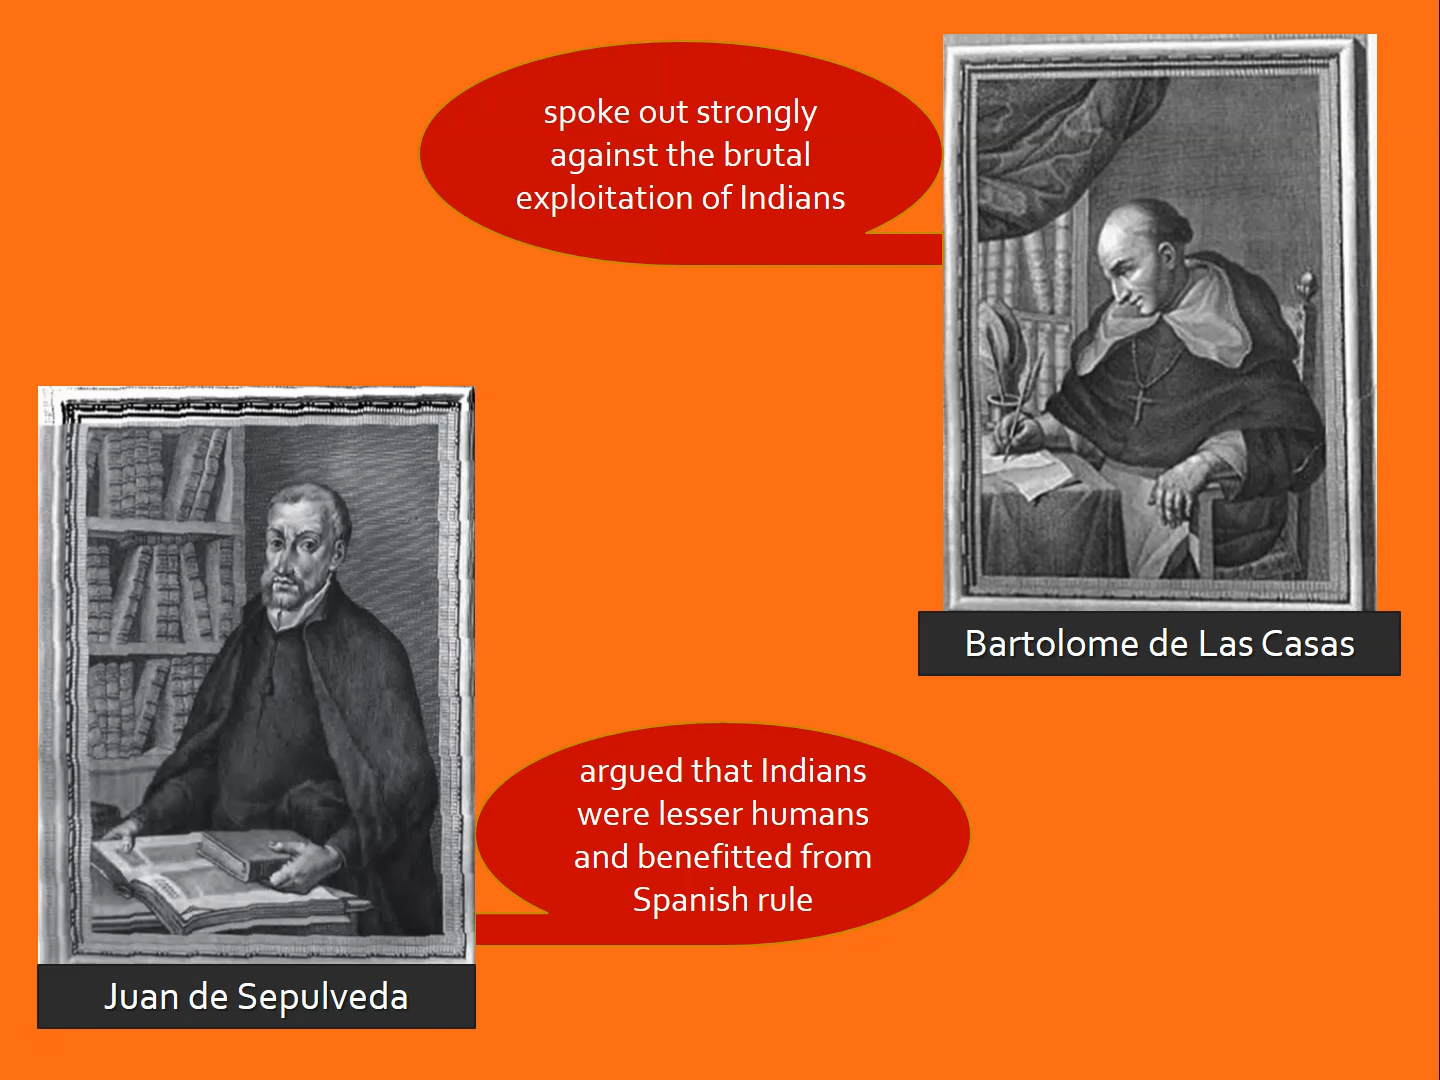 spoke out strongly
against the brutal
exploitation of Indians
Bartolome de Las Casas
argued that Indians
were lesser humans
and benefitted from
Spanish rule
Juan de Sepulveda